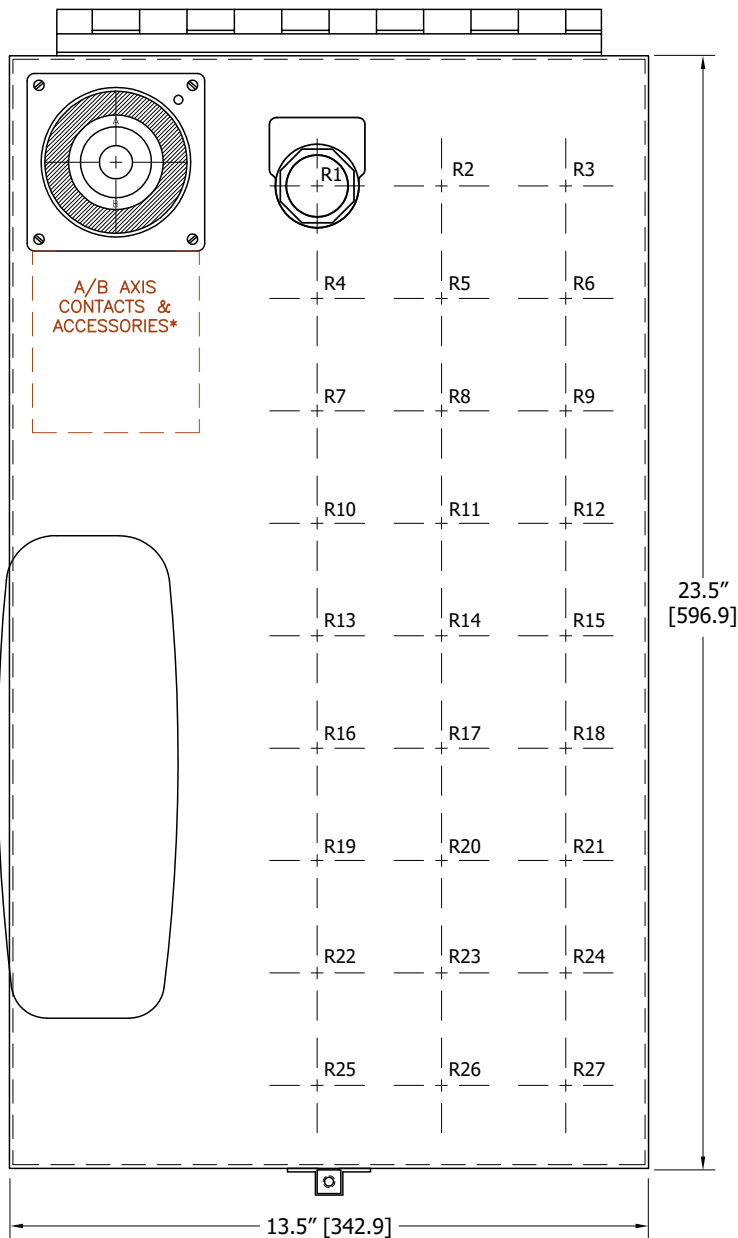 A
B
R1
R2
R3
A/B AXIS
CONTACTS &
ACCESSORIES*
R4
R5
R6
R7
R8
R9
R10
R11
R12
R13
R14
R15
23.5"
[596.9]
R16
R17
R18
R19
R20
R21
R22
R23
R24
R25
R26
R27
13.5" [342.9]